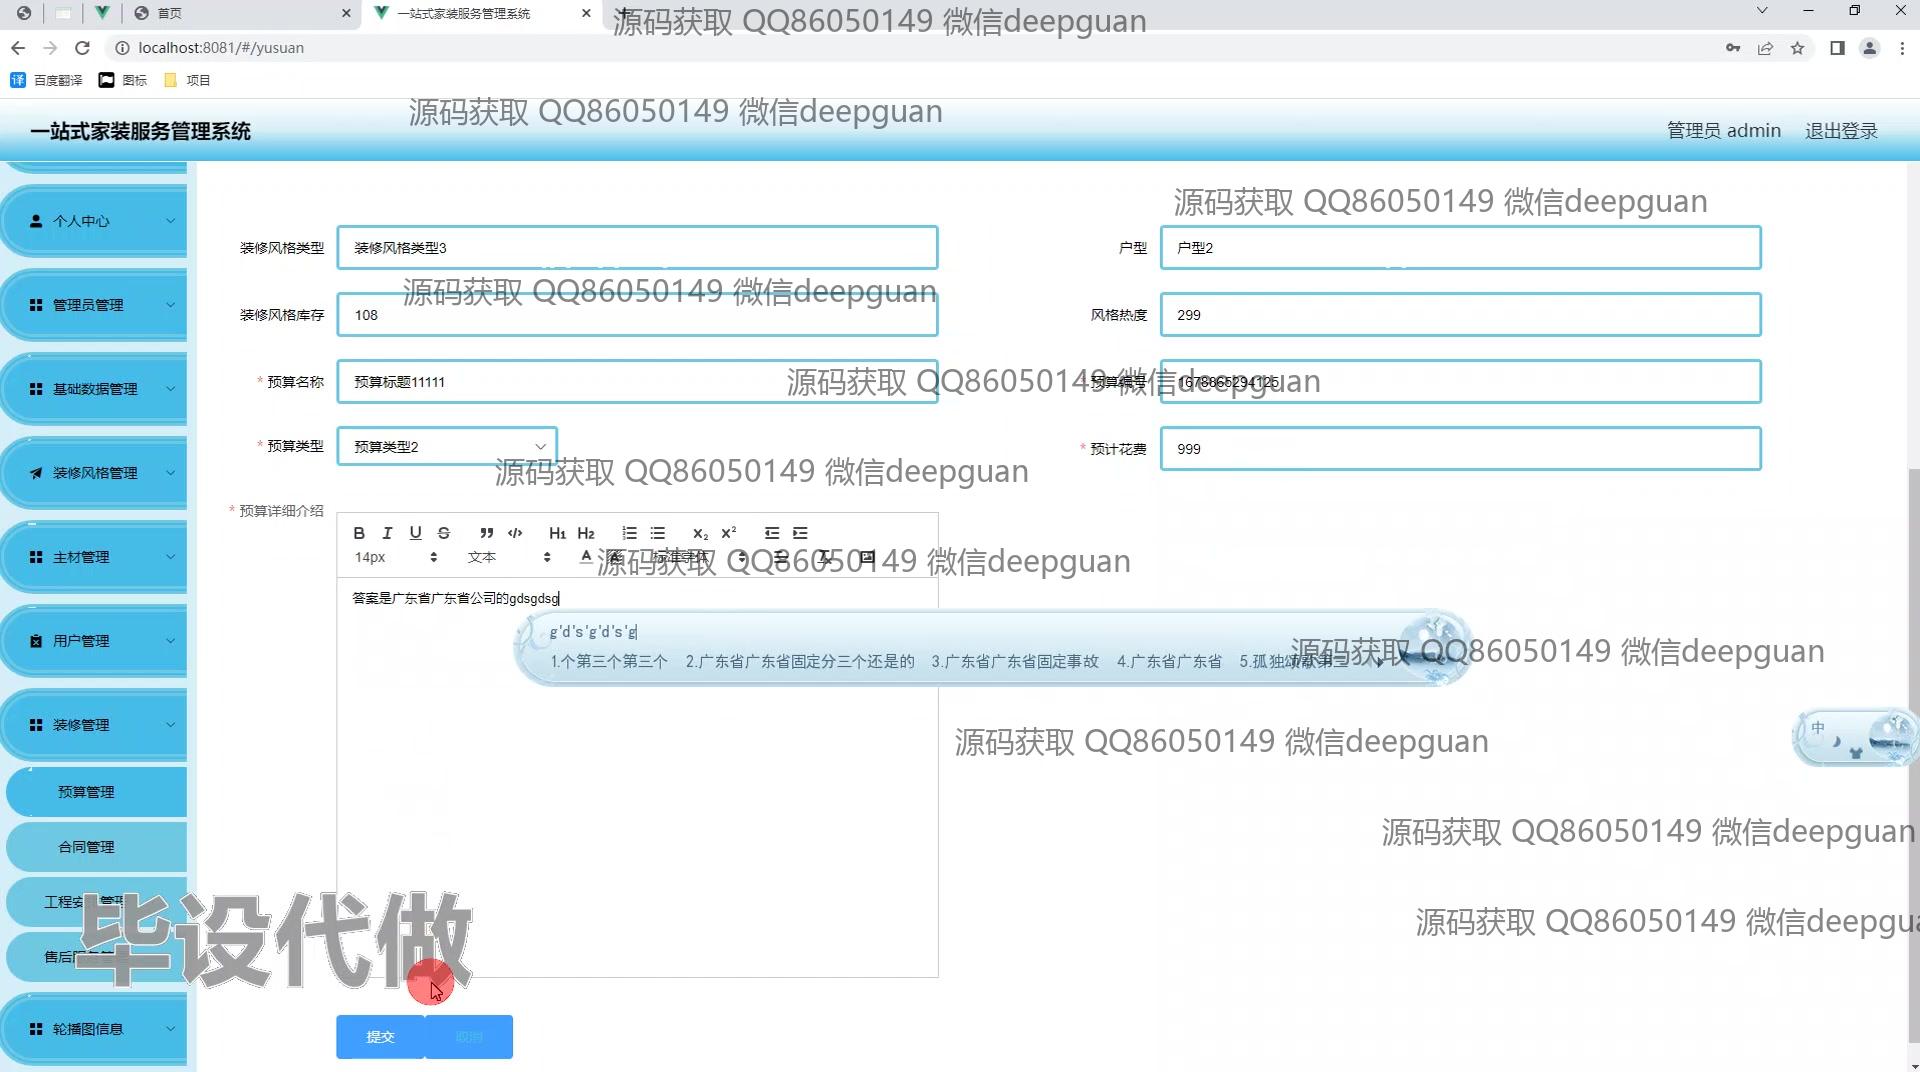 首页
一站式家装服务管理系统
源码获取 QQ86050149 微信deepguan
localhost:8081/#/yusuan
百度翻译
图标
项目
源码获取 QQ86050149 微信deepguan
一站式家装服务管理系统
管理员 admin
退出登录
源码获取 QQ86050149 微信deepguan
个人中心
装修风格类型
装修风格类型3
户型
户型2
源码获取 QQ86050149 微信deepguan
管理员管理
装修风格库存
108
风格热度
299
基础数据管理
* 预算名称
预算标题11111
源码获取 QQ86050149 微信deepguan
* 预算编号
1678865294125
* 预算类型
预算类型2
* 预计花费
999
装修风格管理
源码获取 QQ86050149 微信deepguan
* 预算详细介绍
B I U S H1 H2 x2 x2
14px
文本
标准字体
源码获取 QQ86050149 微信deepguan
主材管理
答案是广东省广东省公司的gdsgdsg
g'd's'g'd's'g
用户管理
1.个第三个第三个 2.广东省广东省固定分三个还是的 3.广东省广东省固定事故 4.广东省广东省
源码获取 QQ86050149 微信deepguan
装修管理
中
源码获取 QQ86050149 微信deepguan
预算管理
源码获取 QQ86050149 微信deepguan
合同管理
源码获取 QQ86050149 微信deepgua
毕设代做
轮播图信息
提交
取消